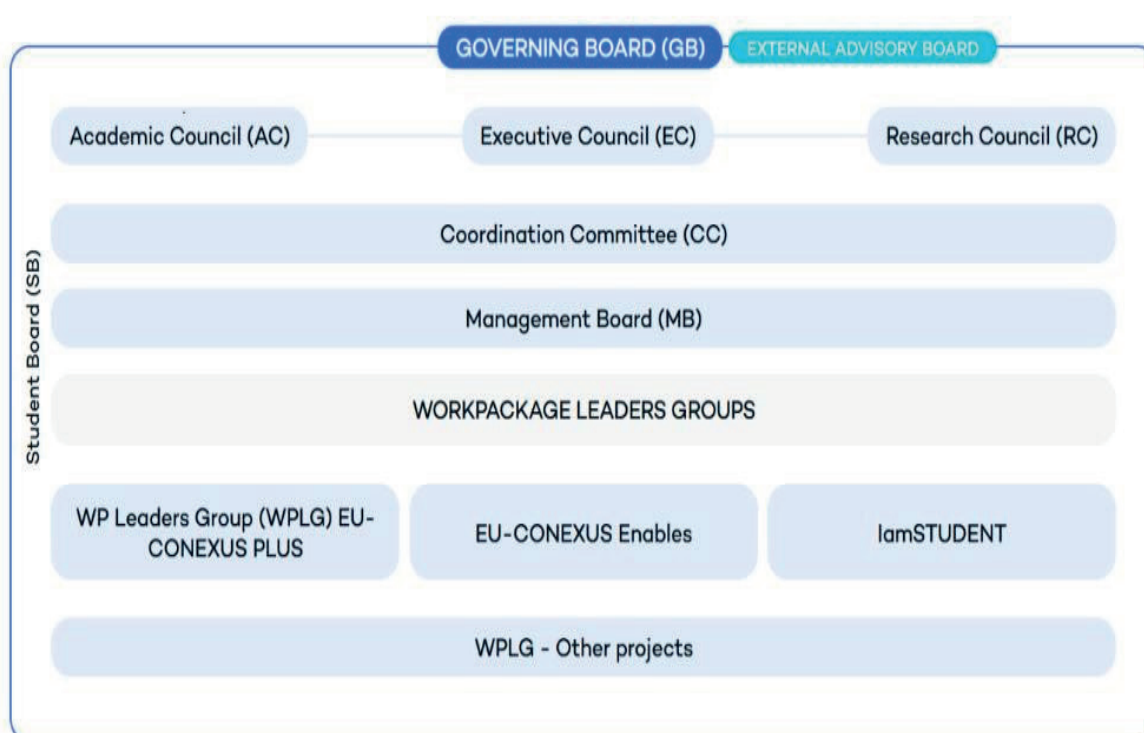 GOVERNING BOARD (GB)
EXTERNAL ADVISORY BOARD
Academic Council (AC)
Executive Council (EC)
Research Council (RC)
Student Board (SB)
Coordination Committee (CC)
Management Board (MB)
WORKPACKAGE LEADERS GROUPS
WP Leaders Group (WPLG) EU-
CONEXUS PLUS
EU-CONEXUS Enables
IamSTUDENT
WPLG - Other projects